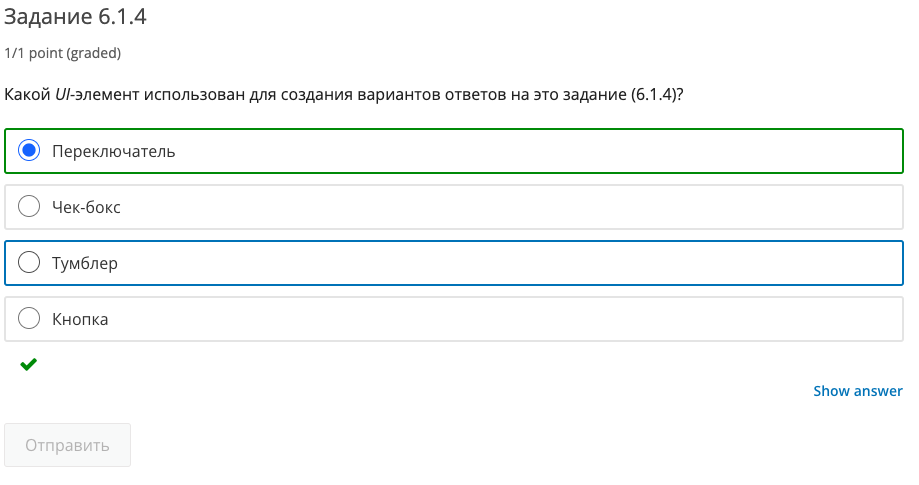 Задание 6.1.4
1/1 point (graded)
Какой UI-элемент использован для создания вариантов ответов на это задание (6.1.4)?
Переключатель
Чек-бокс
Тумблер
Кнопка
Show answer
Отправить